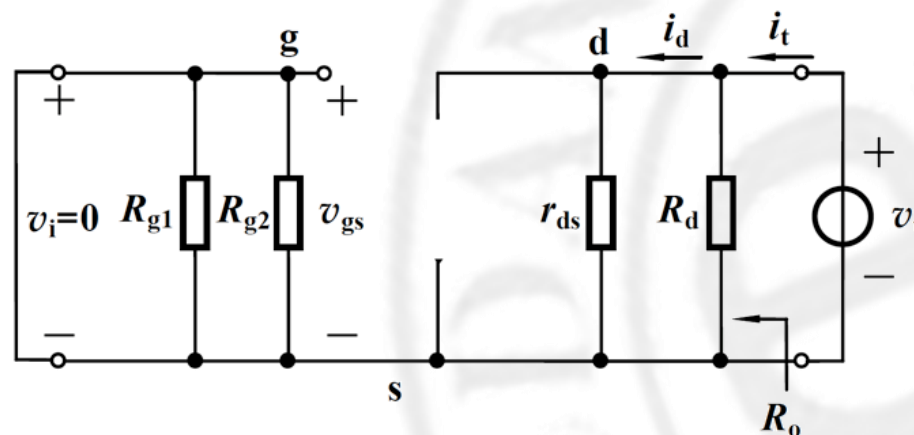 g
d
i_d
i_t
+
+
+
v_i=0
R_g1
R_g2
v_gs
r_ds
R_d
−
−
−
s
R_o